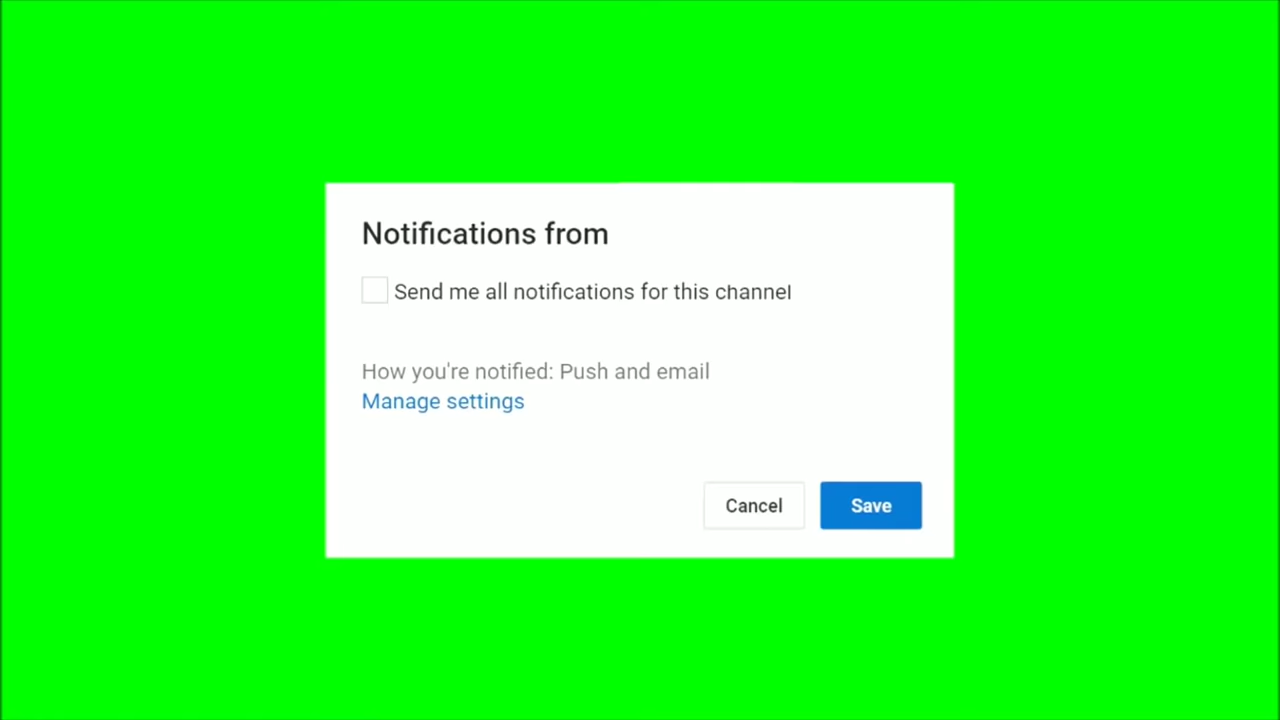 Notifications from
Send me all notifications for this channel
How you're notified: Push and email
Manage settings
Cancel Save